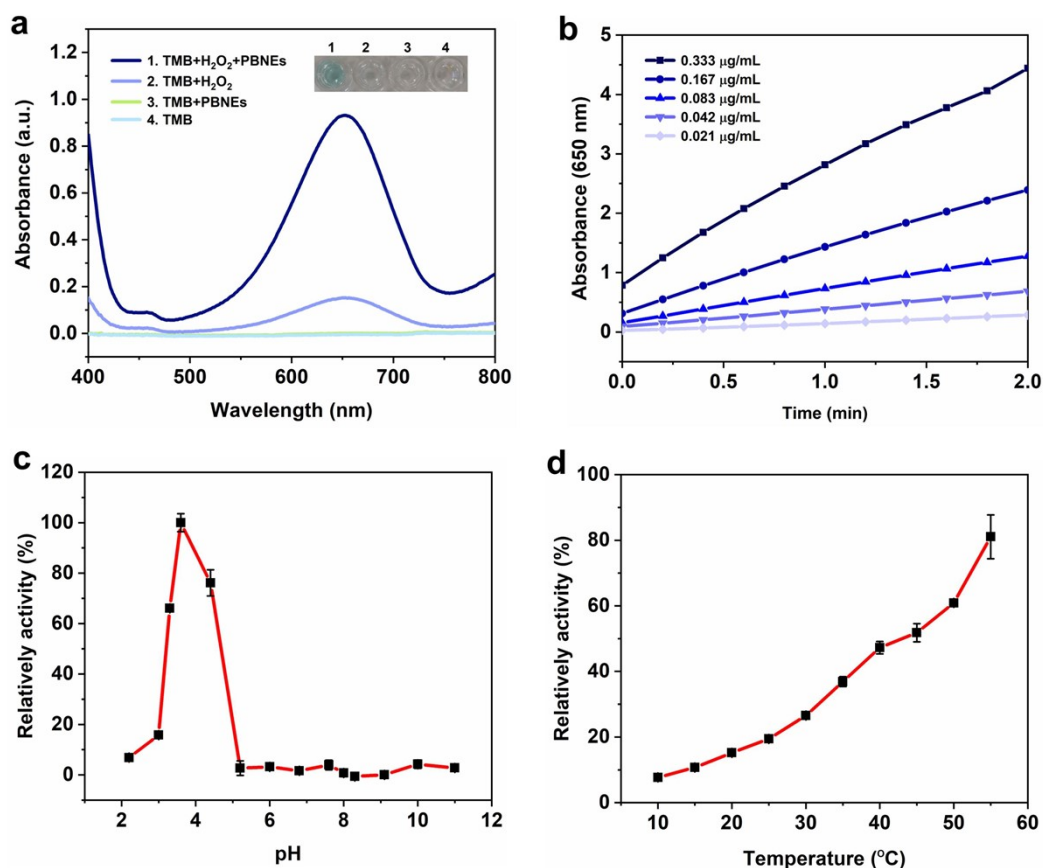 a
Absorbance (a.u.)
1.2
1.0
0.8
0.6
0.4
0.2
0.0
1. TMB+H₂O₂+PBNEs
2. TMB+H₂O₂
3. TMB+PBNEs
4. TMB
1 2 3 4
400 500 600 700 800
Wavelength (nm)
b
Absorbance (650 nm)
5
4
3
2
1
0
0.333 μg/mL
0.167 μg/mL
0.083 μg/mL
0.042 μg/mL
0.021 μg/mL
0.0 0.5 1.0 1.5 2.0
Time (min)
c
Relatively activity (%)
120
100
80
60
40
20
0
2 4 6 8 10 12
pH
d
Relatively activity (%)
100
80
60
40
20
0
10 20 30 40 50 60
Temperature (°C)